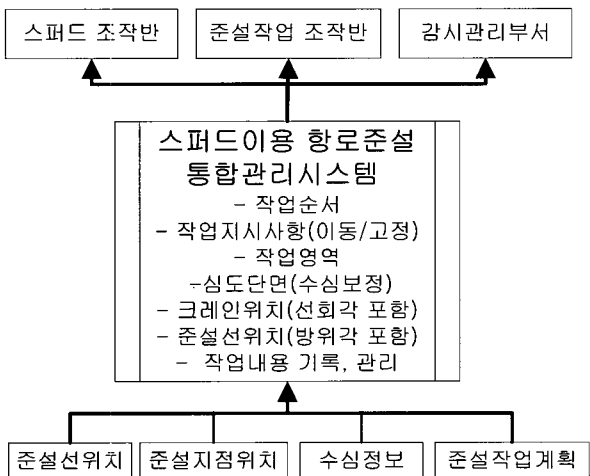 스퍼드 조작반
준설작업 조작반
감시관리부서
스퍼드이용 항로준설
통합관리시스템
- 작업순서
- 작업지시사항(이동/고정)
- 작업영역
-심도단면(수심보정)
- 크레인위치(선회각 포함)
- 준설선위치(방위각 포함)
- 작업내용 기록, 관리
준설선위치
준설지점위치
수심정보
준설작업계획